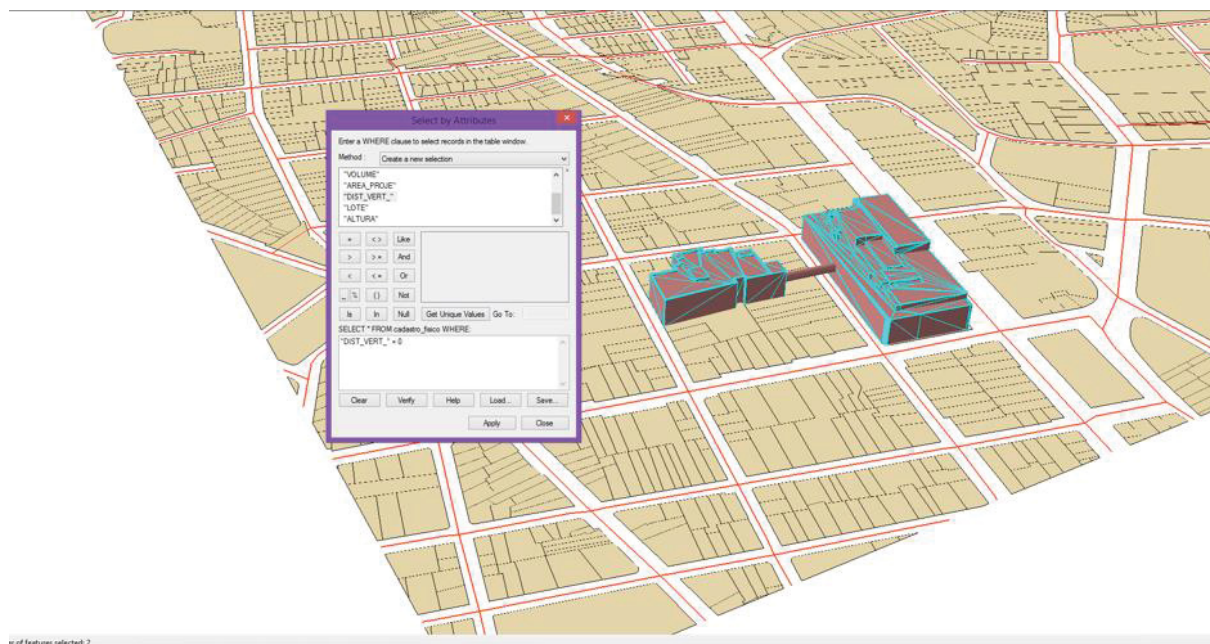 Select by Attributes
Enter a WHERE clause to select records in the table window.
Method : Create a new selection
"VOLUME"
"AREA_PROJE"
"DIST_VERT_"
"LOTE"
"ALTURA"
= < > Like
> > = And
< < = Or
_ % ( ) Not
Is In Null Get Unique Values Go To:
SELECT * FROM cadastro_fisico WHERE:
"DIST_VERT_" = 0
Clear Verify Help Load... Save...
Apply Close
of features selected: 2